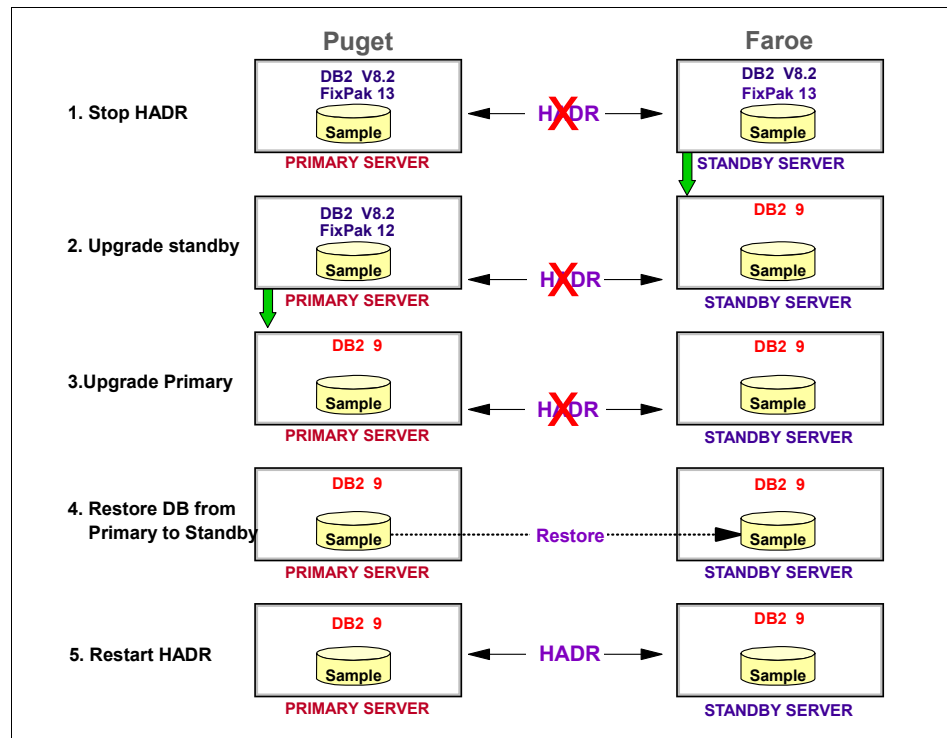 Puget Faroe
DB2 V8.2 DB2 V8.2
FixPak 13 FixPak 13
1. Stop HADR HADR
Sample Sample
PRIMARY SERVER STANDBY SERVER
DB2 V8.2 DB2 9
FixPak 12
2. Upgrade standby
Sample HADR Sample
PRIMARY SERVER STANDBY SERVER
DB2 9 DB2 9
3.Upgrade Primary
Sample HADR Sample
PRIMARY SERVER STANDBY SERVER
DB2 9 DB2 9
4. Restore DB from
Primary to Standby Sample Restore Sample
PRIMARY SERVER STANDBY SERVER
DB2 9 DB2 9
5. Restart HADR HADR
Sample Sample
PRIMARY SERVER STANDBY SERVER